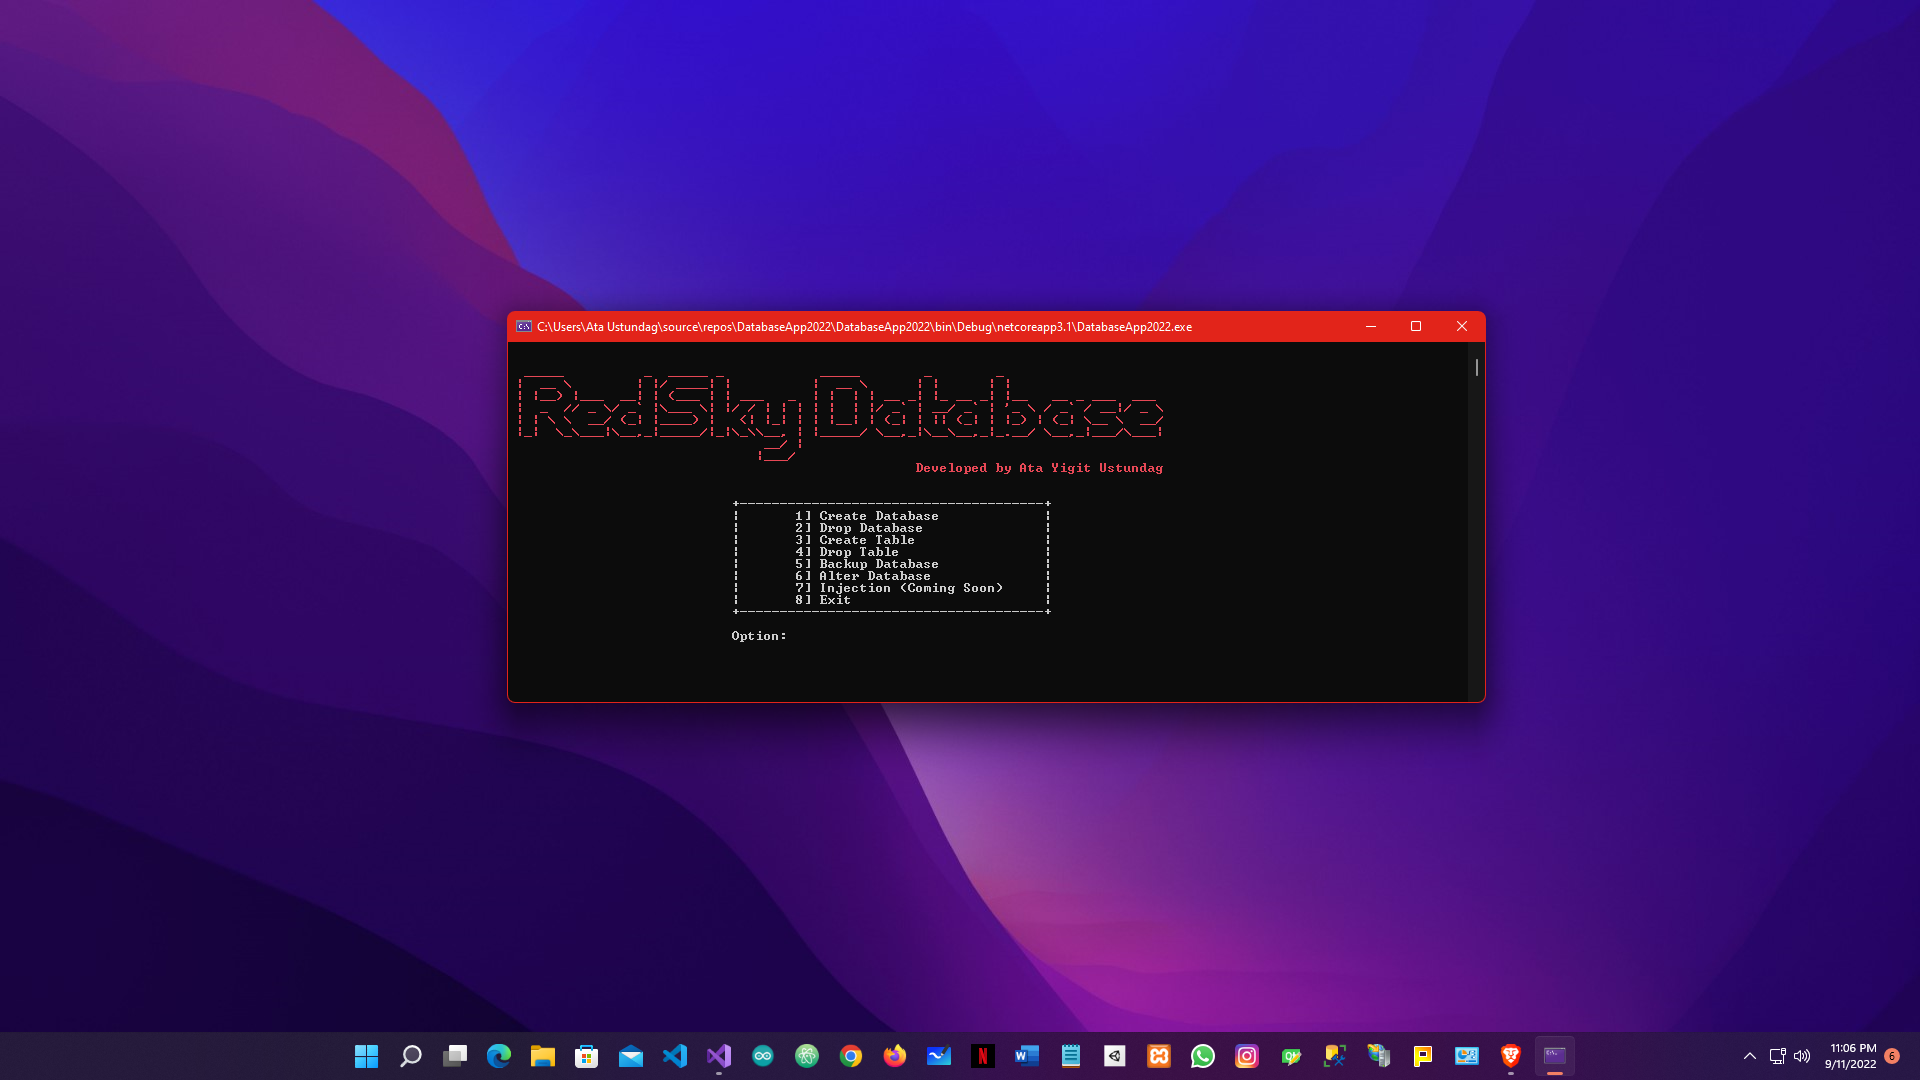 C:\Users\Ata Ustundag\source\repos\DatabaseApp2022\DatabaseApp2022\bin\Debug\netcoreapp3.1\DatabaseApp2022.exe
RedSkyDatabase
Developed by Ata Yigit Ustundag
1] Create Database
2] Drop Database
3] Create Table
4] Drop Table
5] Backup Database
6] Alter Database
7] Injection (Coming Soon)
8] Exit
Option:
11:06 PM
9/11/2022
6